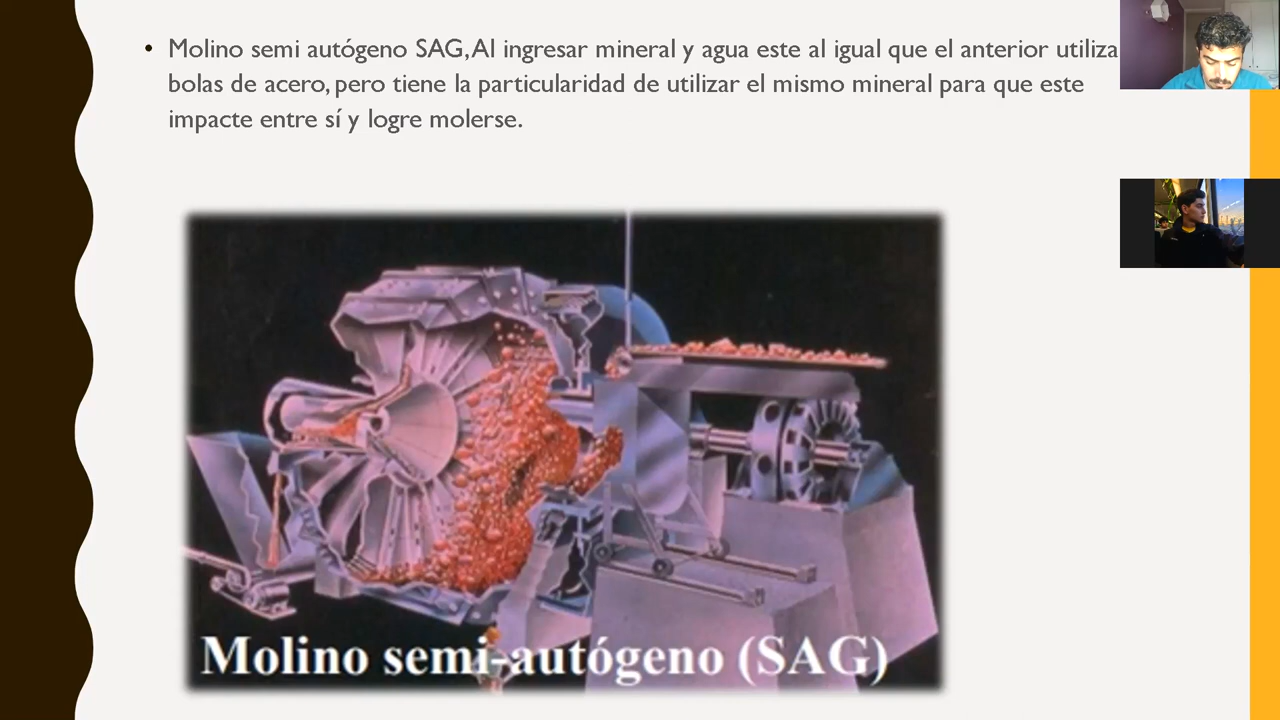 • Molino semi autógeno SAG, Al ingresar mineral y agua este al igual que el anterior utiliza
bolas de acero, pero tiene la particularidad de utilizar el mismo mineral para que este
impacte entre sí y logre molerse.
Molino semi-autógeno (SAG)